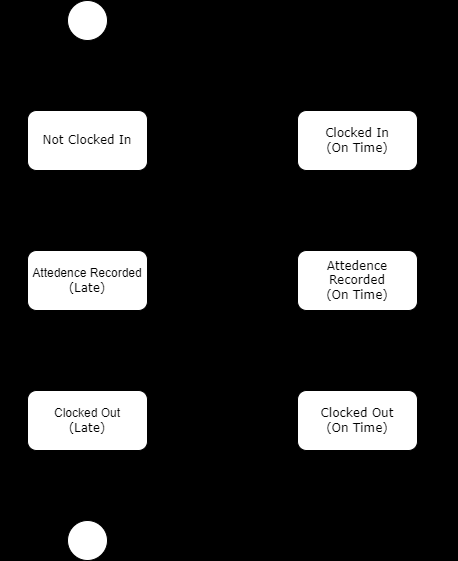 Not Clocked In
Clocked In
(On Time)
Attedence Recorded
(Late)
Attedence
Recorded
(On Time)
Clocked Out
(Late)
Clocked Out
(On Time)